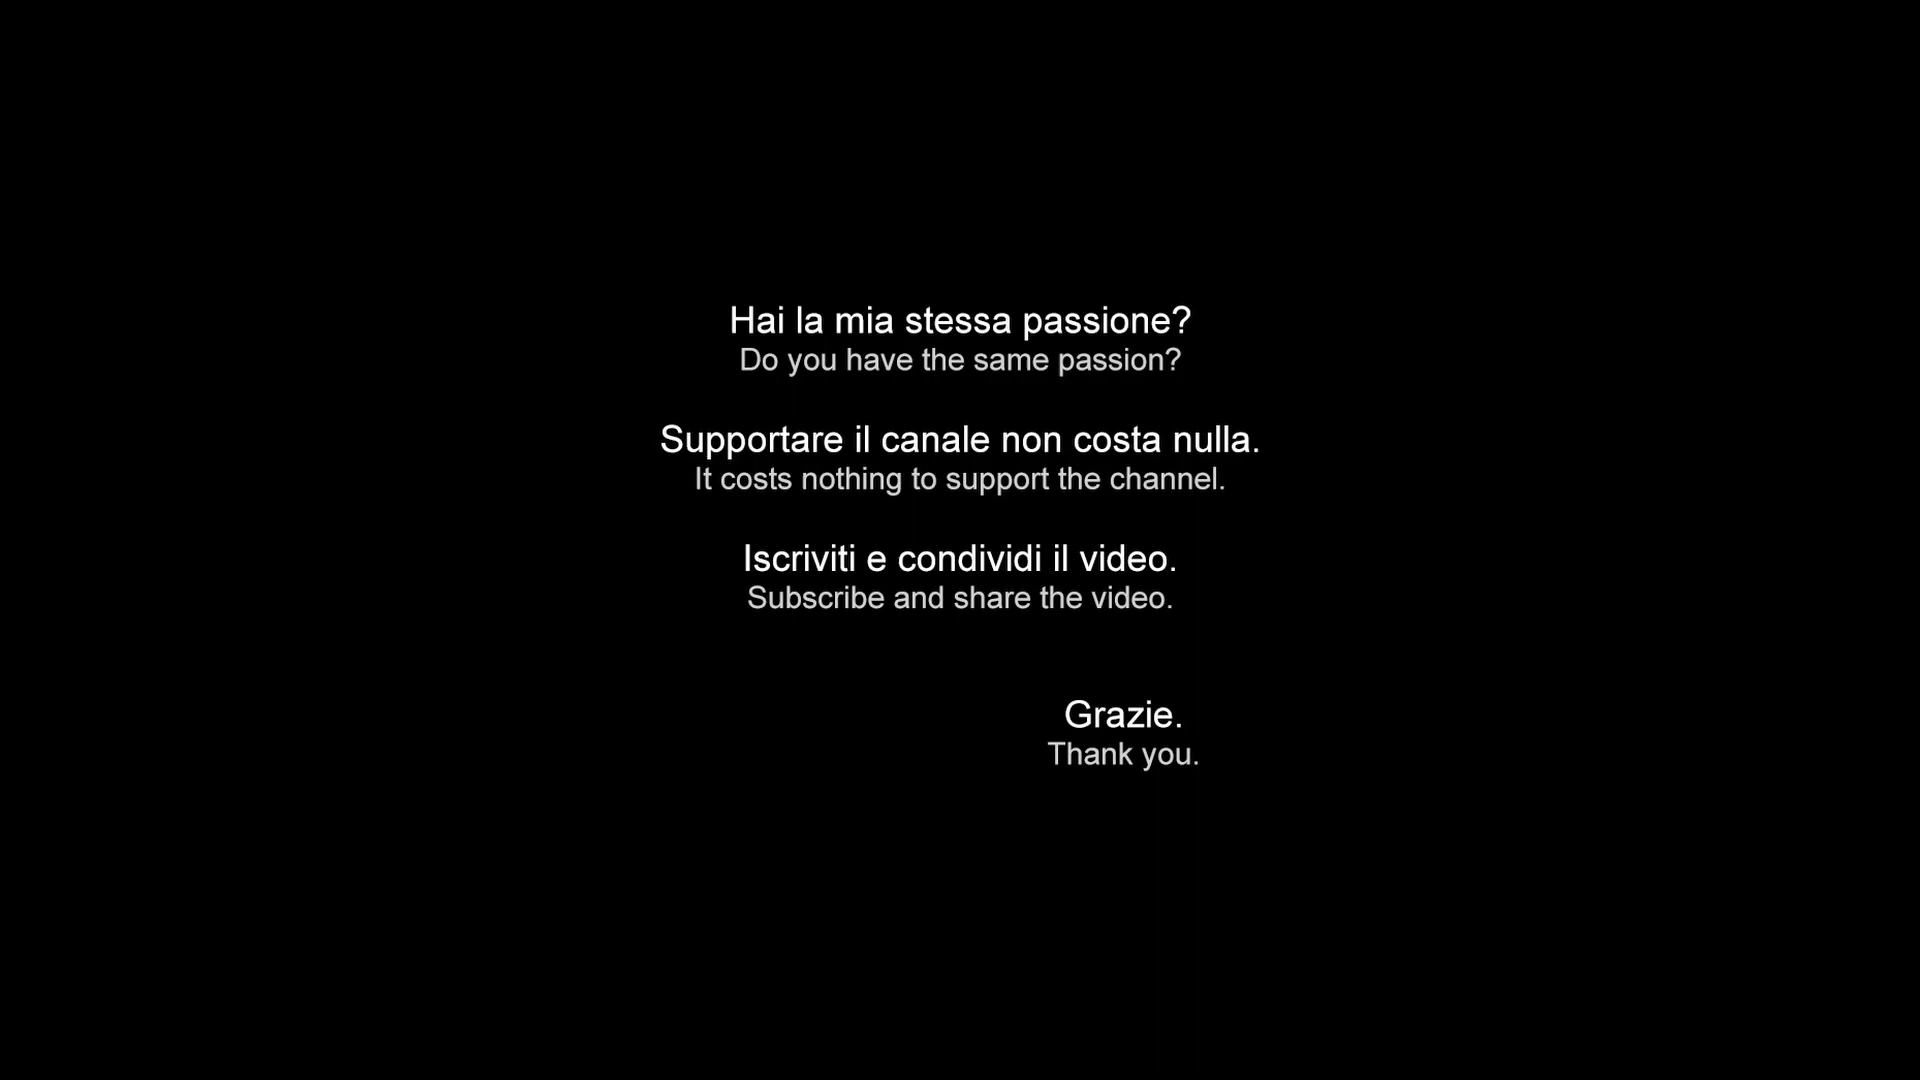 Hai la mia stessa passione?
Do you have the same passion?
Supportare il canale non costa nulla.
It costs nothing to support the channel.
Iscriviti e condividi il video.
Subscribe and share the video.
Grazie.
Thank you.